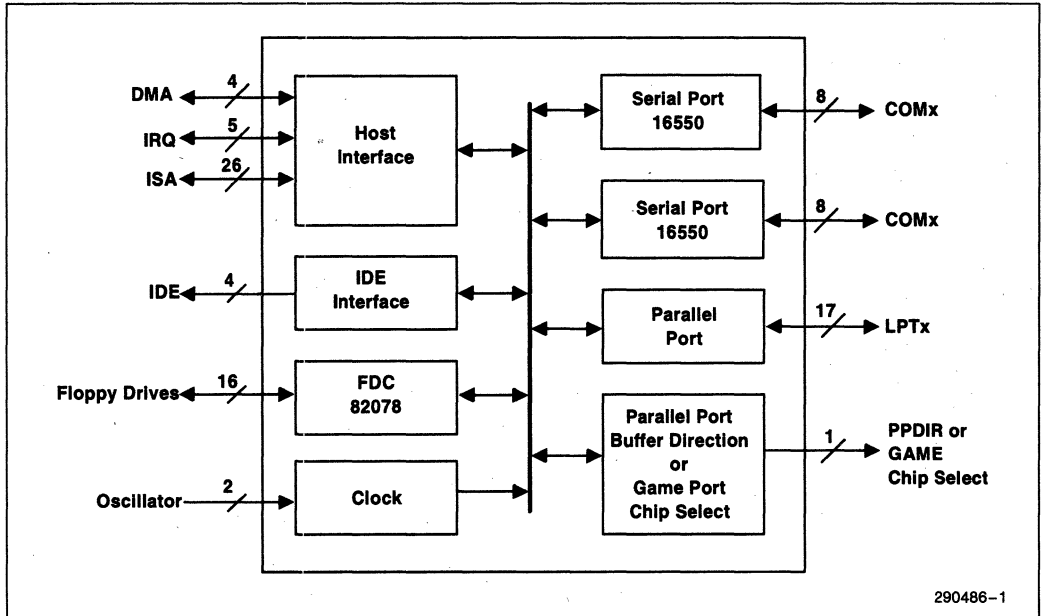 DMA
4
IRQ
5
ISA
26
Host
Interface
IDE
4
IDE
Interface
Floppy Drives
16
FDC
82078
Oscillator
2
Clock
Serial Port
16550
8
COMx
Serial Port
16550
8
COMx
Parallel
Port
17
LPTx
Parallel Port
Buffer Direction
or
Game Port
Chip Select
1
PPDIR or
GAME
Chip Select
290486-1